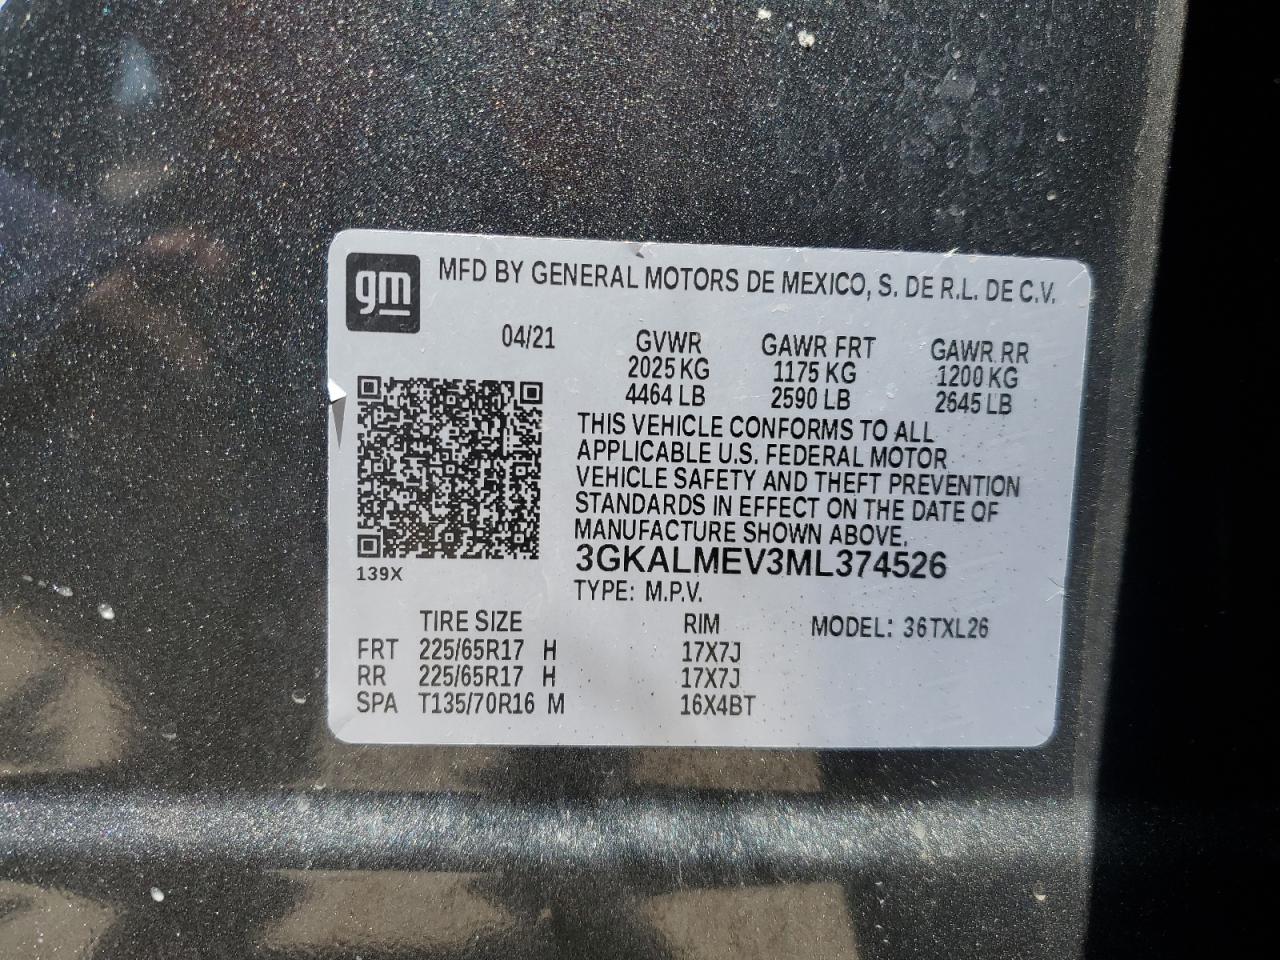 gm
MFD BY GENERAL MOTORS DE MEXICO, S. DE R.L. DE C.V.
04/21 GVWR GAWR FRT GAWR RR
2025 KG 1175 KG 1200 KG
4464 LB 2590 LB 2645 LB
THIS VEHICLE CONFORMS TO ALL
APPLICABLE U.S. FEDERAL MOTOR
VEHICLE SAFETY AND THEFT PREVENTION
STANDARDS IN EFFECT ON THE DATE OF
MANUFACTURE SHOWN ABOVE.
3GKALMEV3ML374526
139X
TYPE: M.P.V.
TIRE SIZE RIM MODEL: 36TXL26
FRT 225/65R17 H 17X7J
RR 225/65R17 H 17X7J
SPA T135/70R16 M 16X4BT